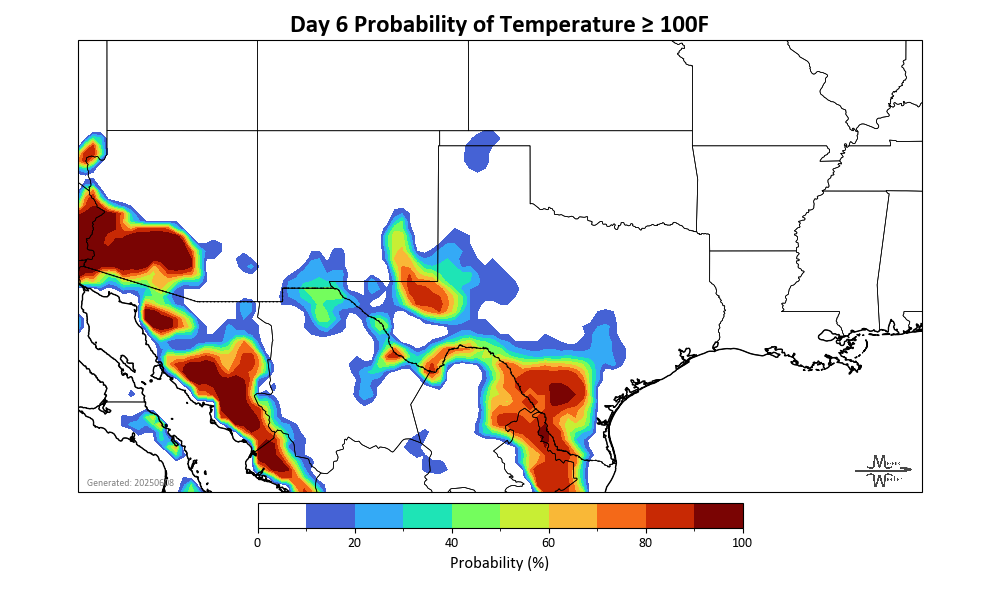 Day 6 Probability of Temperature ≥ 100F
Generated: 20250608
0 20 40 60 80 100
Probability (%)